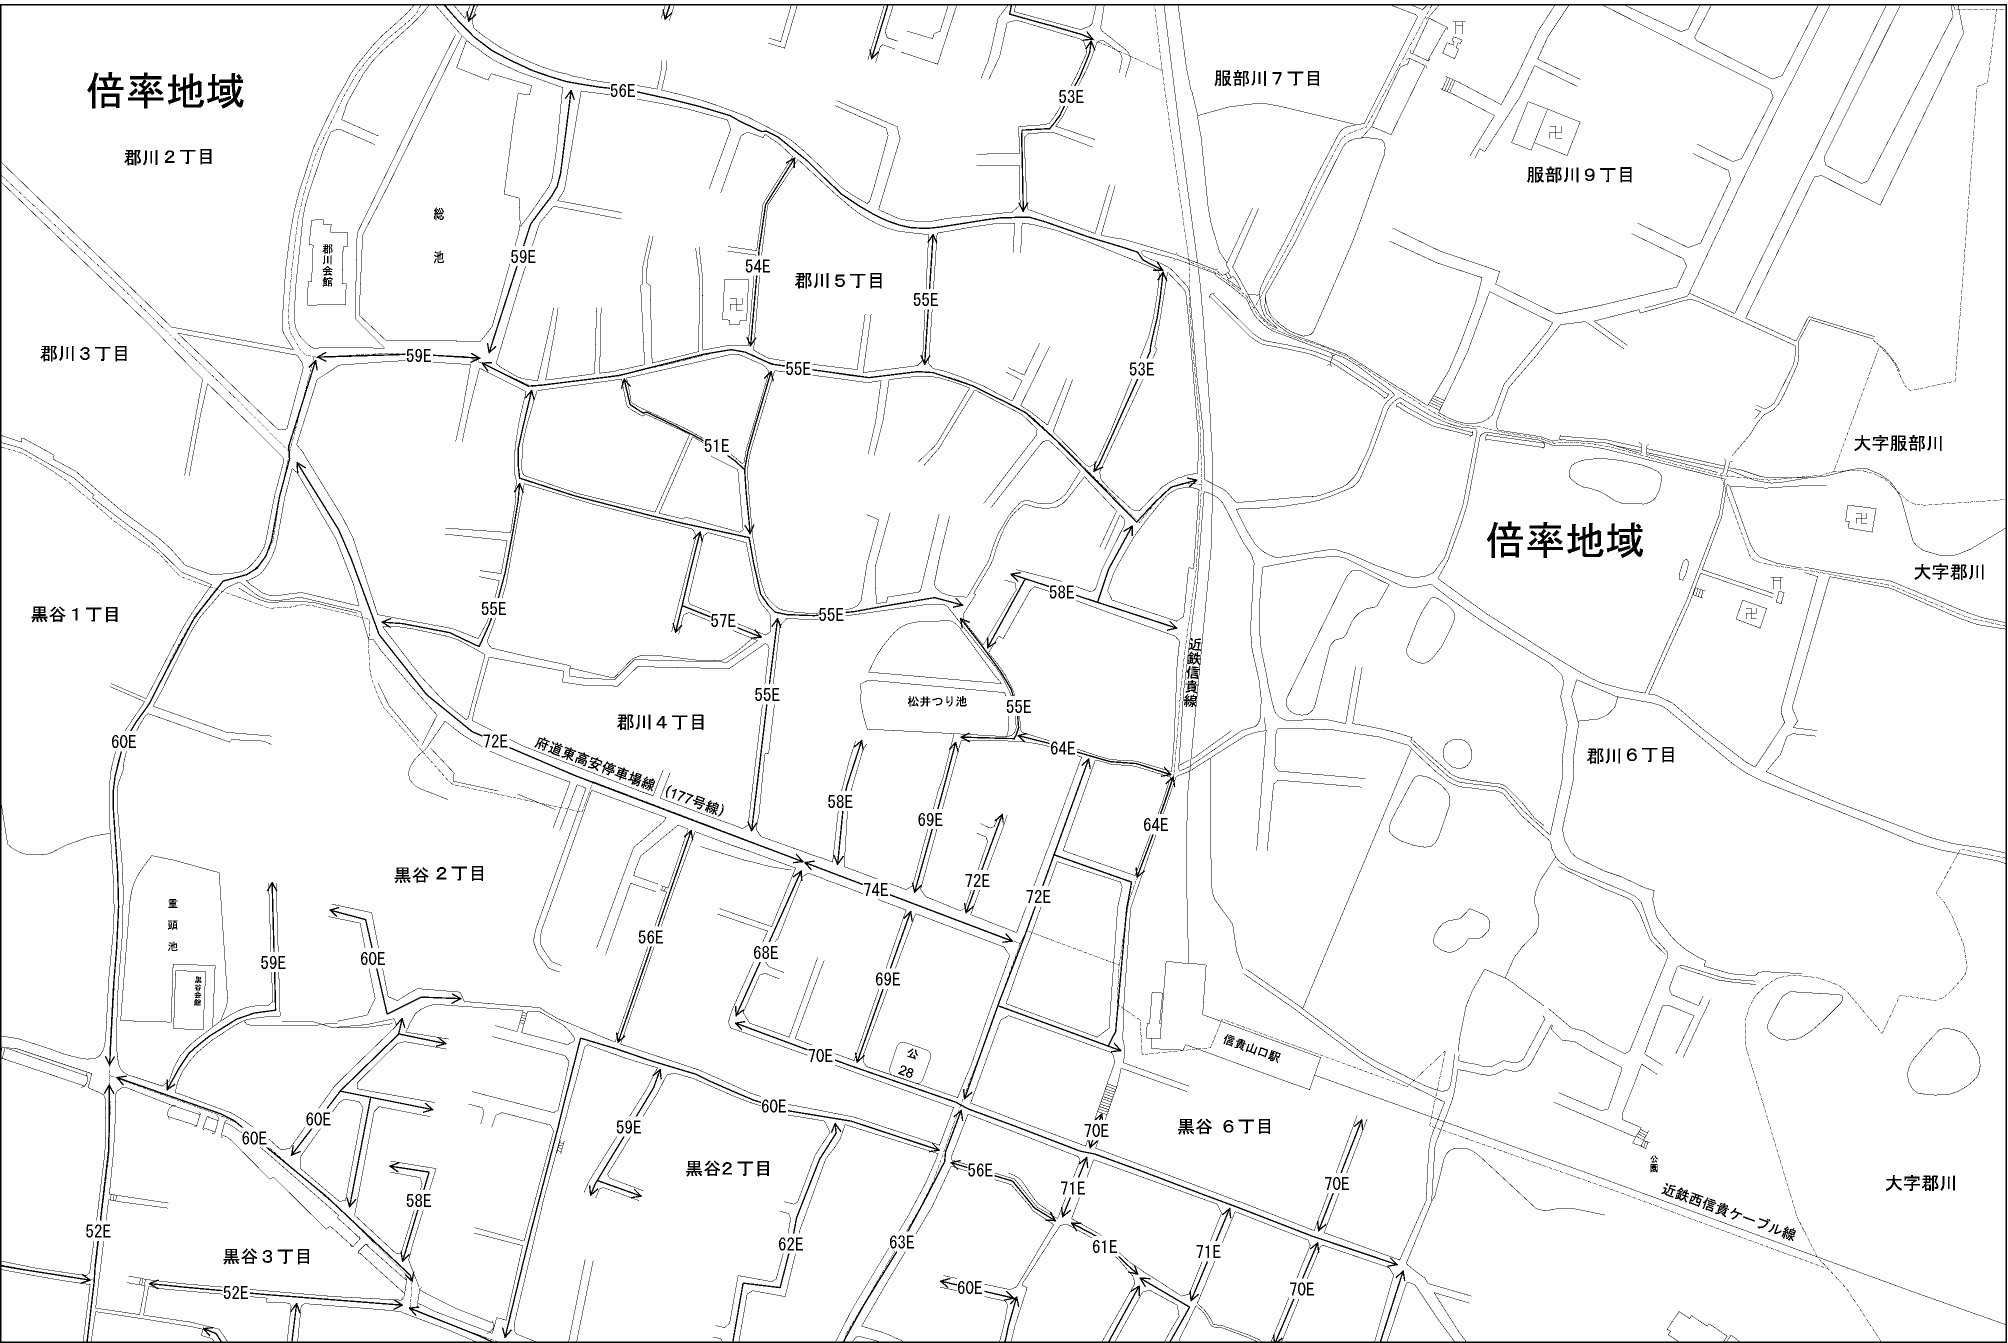 倍率地域
郡川２丁目
56E
53E
服部川７丁目
服部川９丁目
総池
郡川会館
59E
54E
郡川５丁目
55E
郡川３丁目
59E
55E
53E
51E
大字服部川
倍率地域
大字郡川
黒谷１丁目
55E
57E
55E
58E
近鉄信貴線
55E
松井つり池
55E
郡川４丁目
60E
72E
府道東高安停車場線 (177号線)
64E
郡川６丁目
58E
69E
64E
黒谷２丁目
72E
74E
72E
重頭池
56E
68E
59E
60E
69E
黒谷会館
70E
公
28
信貴山口駅
60E
60E
60E
59E
70E
黒谷 ６丁目
公園
黒谷２丁目
56E
71E
70E
大字郡川
近鉄西信貴ケーブル線
58E
52E
黒谷３丁目
62E
63E
61E
71E
60E
70E
52E